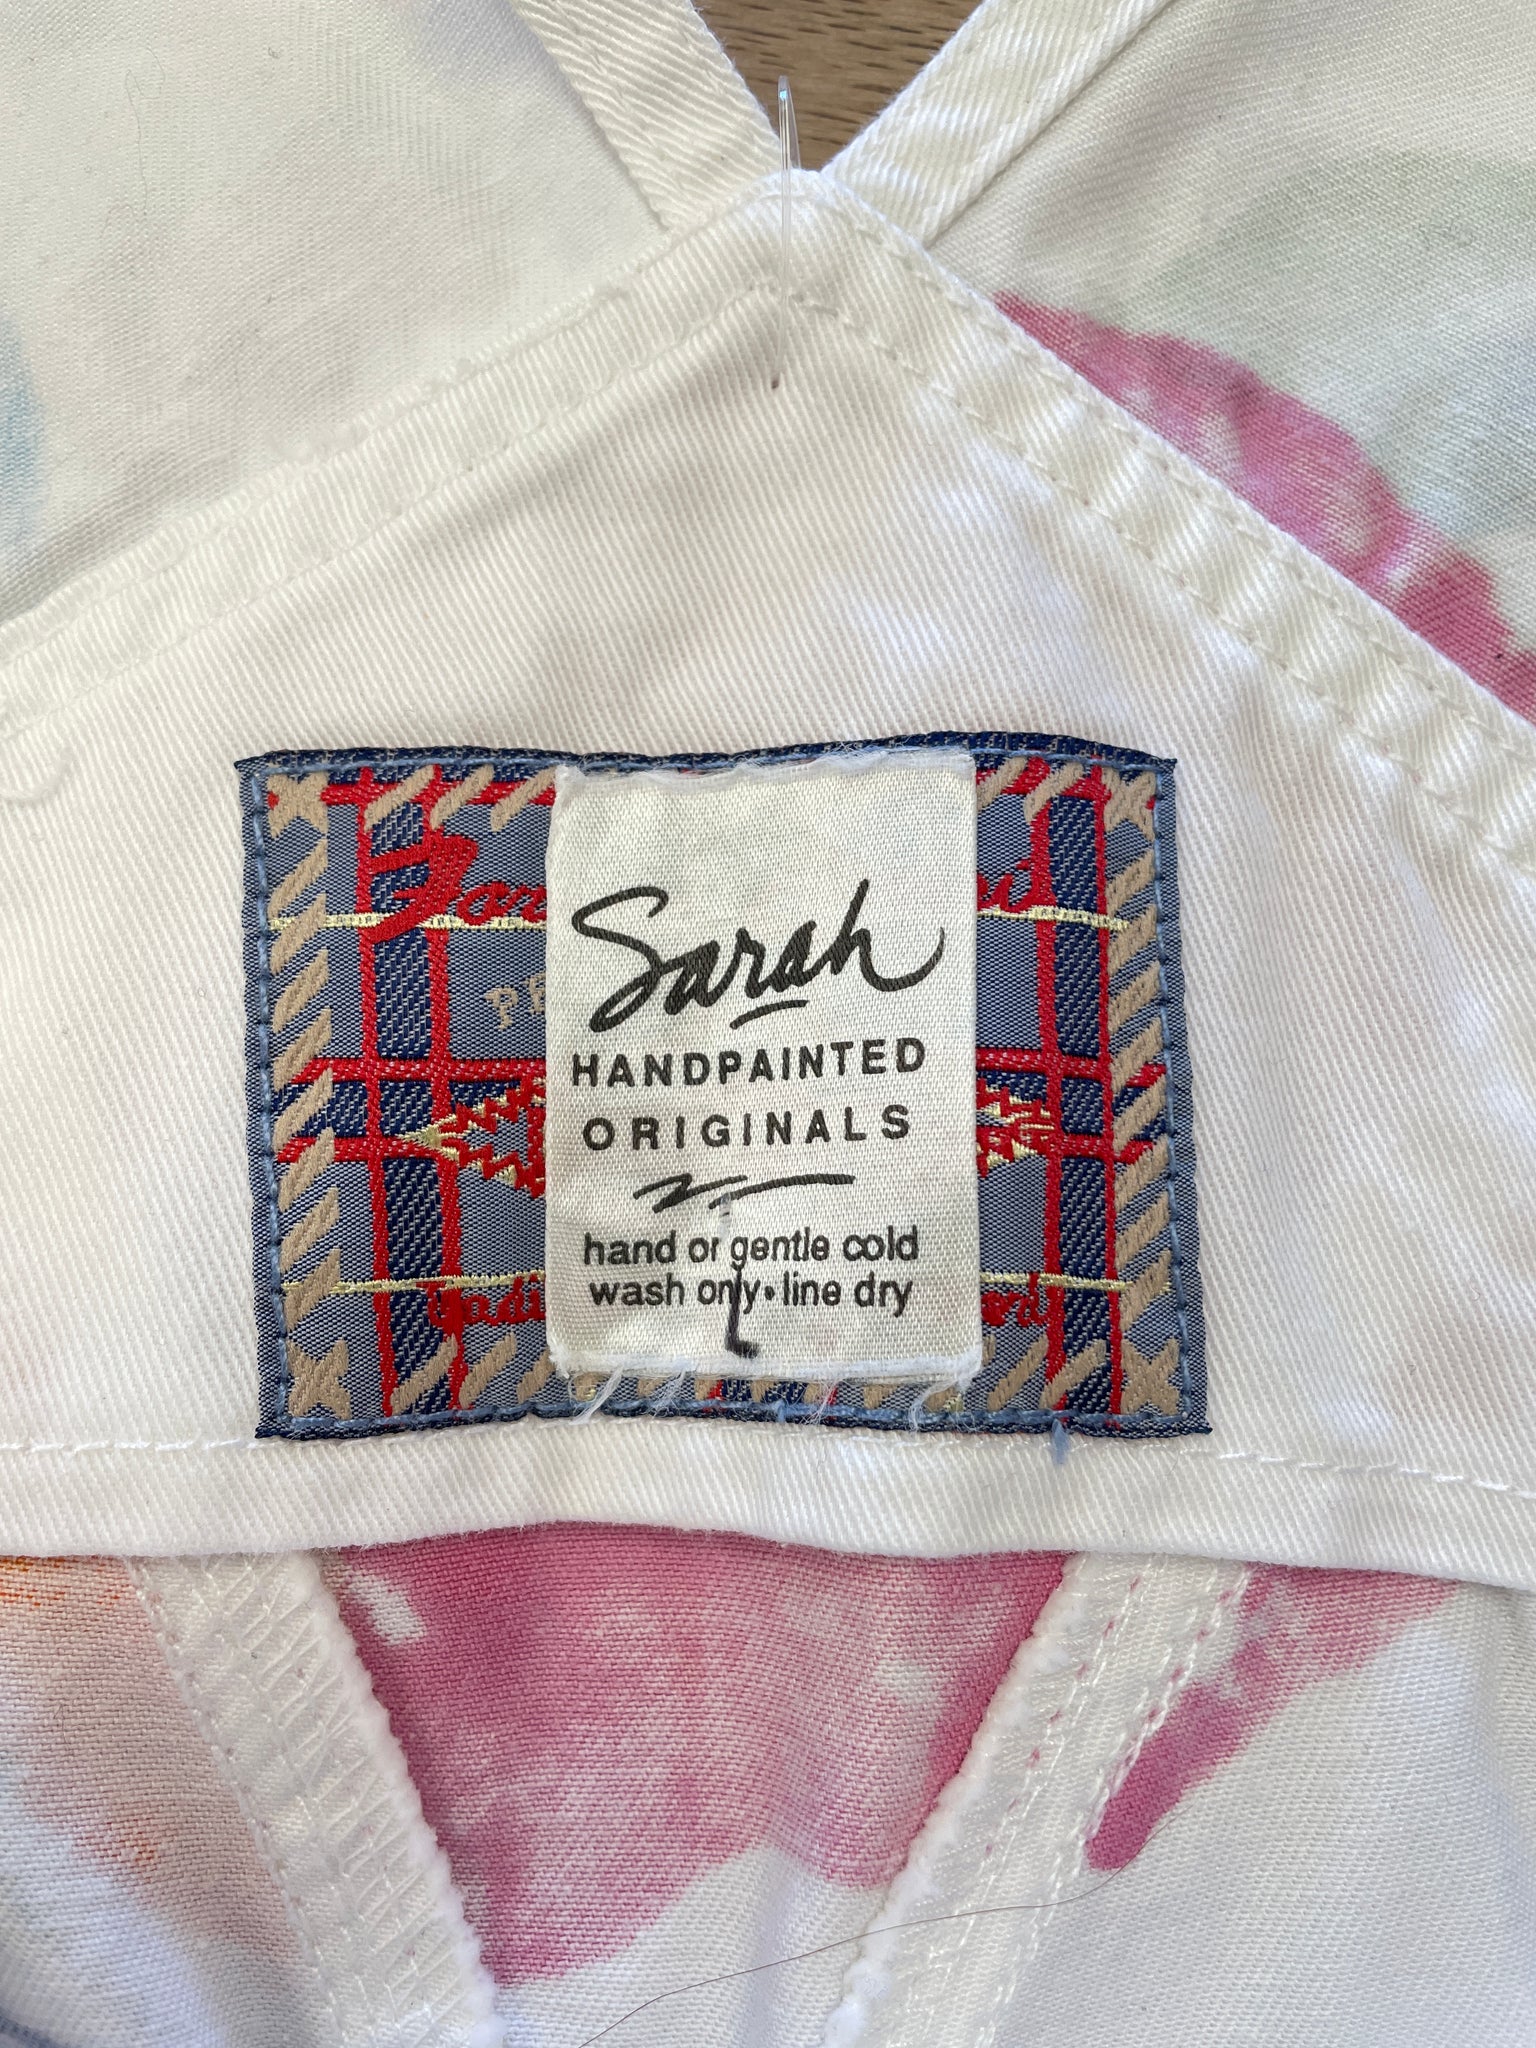 Sarah
HANDPAINTED
ORIGINALS
hand or gentle cold
wash only • line dry
L